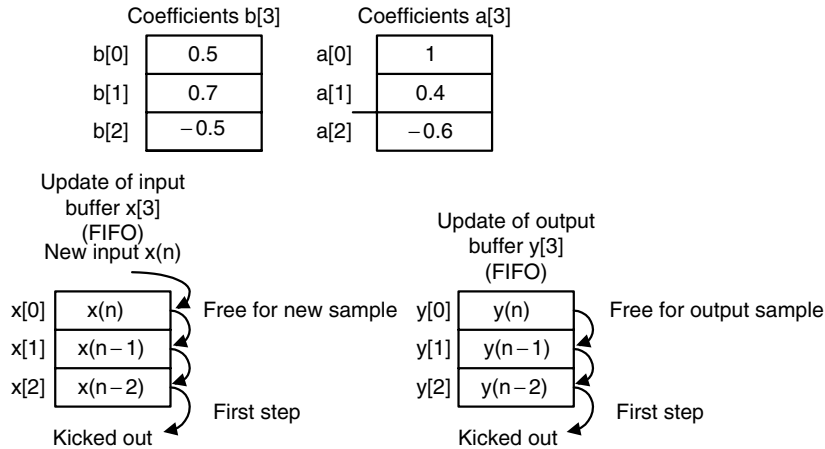 Coefficients b[3]
b[0] 0.5
b[1] 0.7
b[2] −0.5
Coefficients a[3]
a[0] 1
a[1] 0.4
a[2] −0.6
Update of input
buffer x[3]
(FIFO)
New input x(n)
x[0] x(n) Free for new sample
x[1] x(n−1)
x[2] x(n−2)
First step
Kicked out
Update of output
buffer y[3]
(FIFO)
y[0] y(n) Free for output sample
y[1] y(n−1)
y[2] y(n−2)
First step
Kicked out